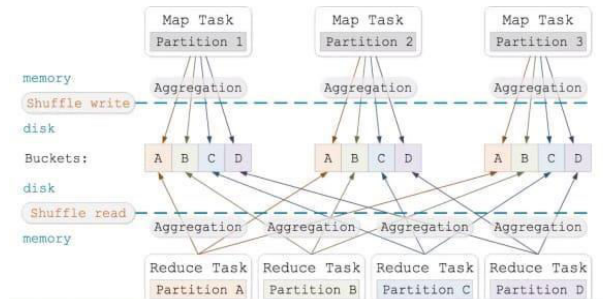 Map Task Map Task Map Task
Partition 1 Partition 2 Partition 3
memory
Aggregation Aggregation Aggregation
Shuffle write
disk
Buckets: A B C D A B C D A B C D
disk
Shuffle read
memory
Aggregation Aggregation Aggregation Aggregation
Reduce Task Reduce Task Reduce Task Reduce Task
Partition A Partition B Partition C Partition D